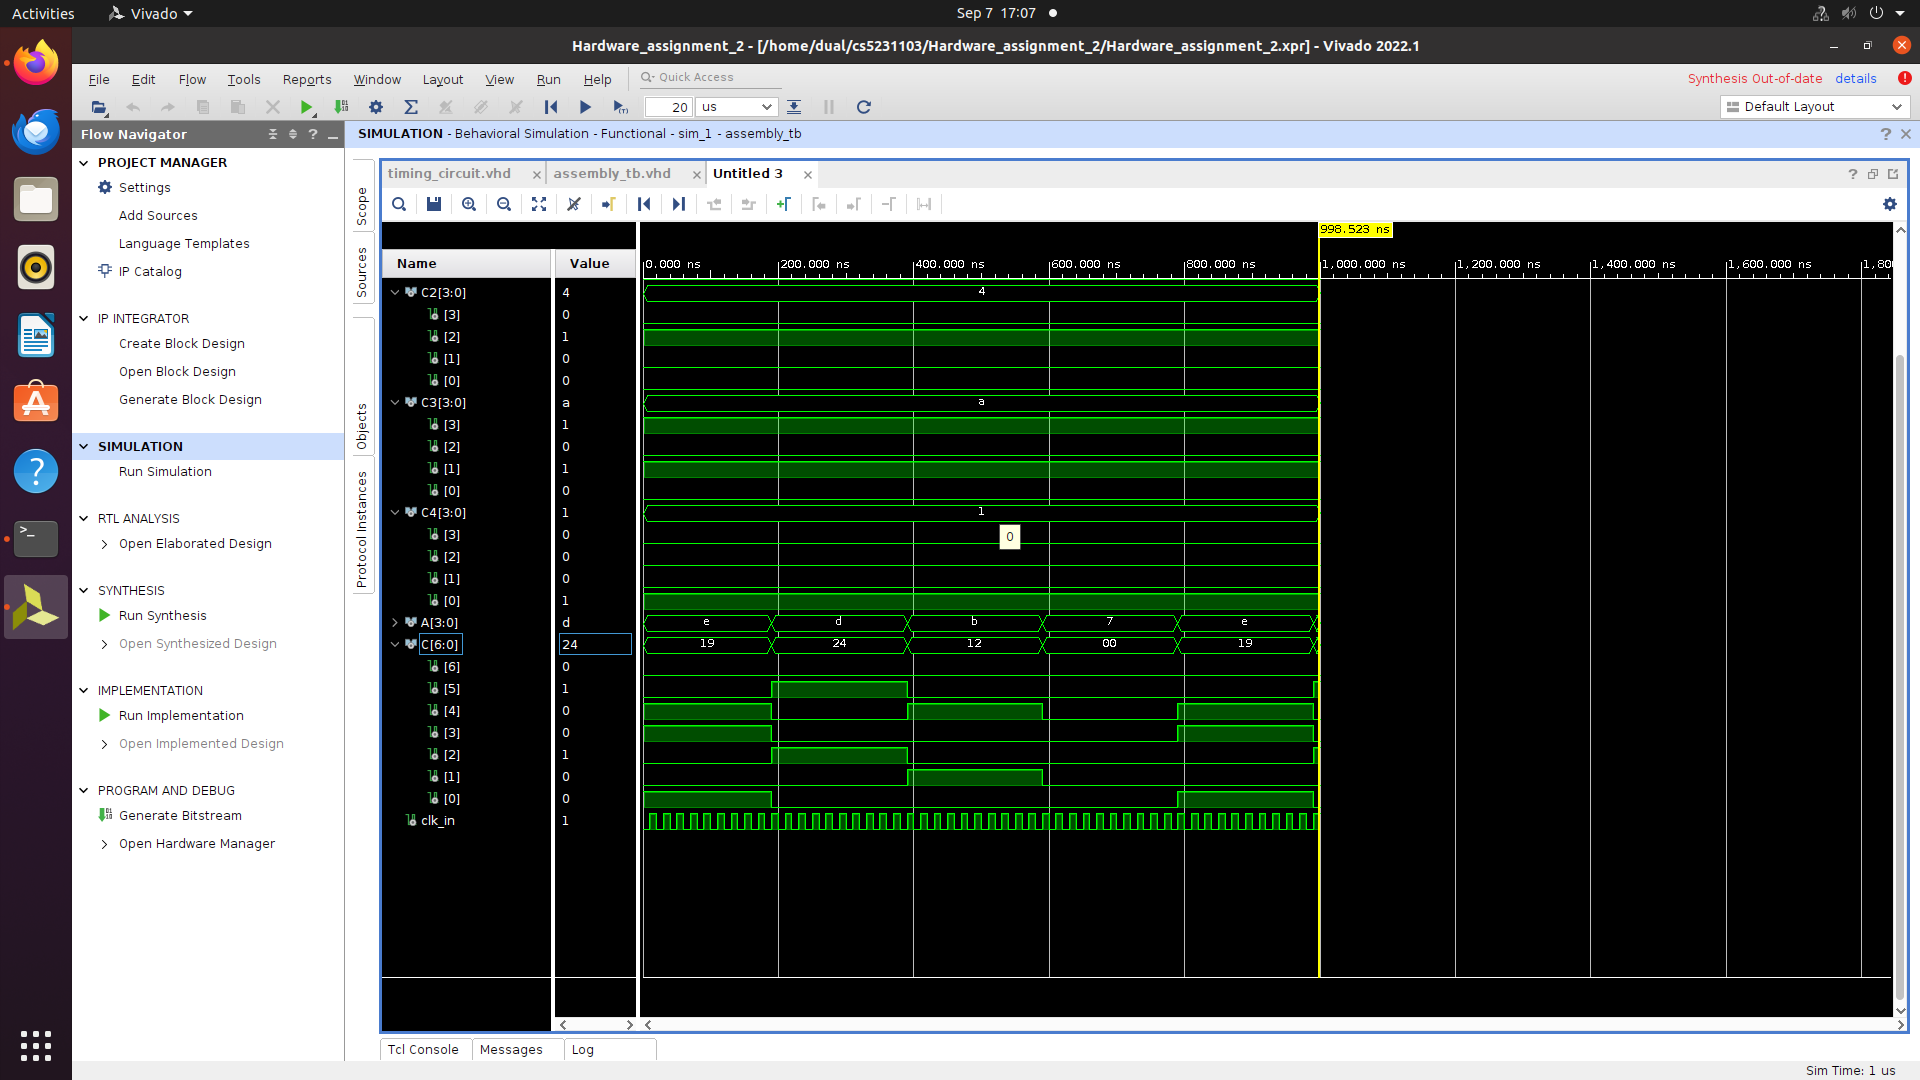 Activities
Vivado
Sep 7 17:07
Hardware_assignment_2 - [/home/dual/cs5231103/Hardware_assignment_2/Hardware_assignment_2.xpr] - Vivado 2022.1
File Edit Flow Tools Reports Window Layout View Run Help
Quick Access
Synthesis Out-of-date details
20 us
Default Layout
Flow Navigator
SIMULATION - Behavioral Simulation - Functional - sim_1 - assembly_tb
PROJECT MANAGER
Settings
Add Sources
Language Templates
IP Catalog
IP INTEGRATOR
Create Block Design
Open Block Design
Generate Block Design
SIMULATION
Run Simulation
RTL ANALYSIS
Open Elaborated Design
SYNTHESIS
Run Synthesis
Open Synthesized Design
IMPLEMENTATION
Run Implementation
Open Implemented Design
PROGRAM AND DEBUG
Generate Bitstream
Open Hardware Manager
Scope
Sources
Objects
Protocol Instances
timing_circuit.vhd
assembly_tb.vhd
Untitled 3
998.523 ns
Name Value
0.000 ns 200.000 ns 400.000 ns 600.000 ns 800.000 ns 1,000.000 ns 1,200.000 ns 1,400.000 ns 1,600.000 ns 1,800
C2[3:0] 4 4
[3] 0
[2] 1
[1] 0
[0] 0
C3[3:0] a a
[3] 1
[2] 0
[1] 1
[0] 0
C4[3:0] 1 1
[3] 0 0
[2] 0
[1] 0
[0] 1
A[3:0] d e d b 7 e
C[6:0] 24 19 24 12 00 19
[6] 0
[5] 1
[4] 0
[3] 0
[2] 1
[1] 0
[0] 0
clk_in 1
Tcl Console Messages Log
Sim Time: 1 us